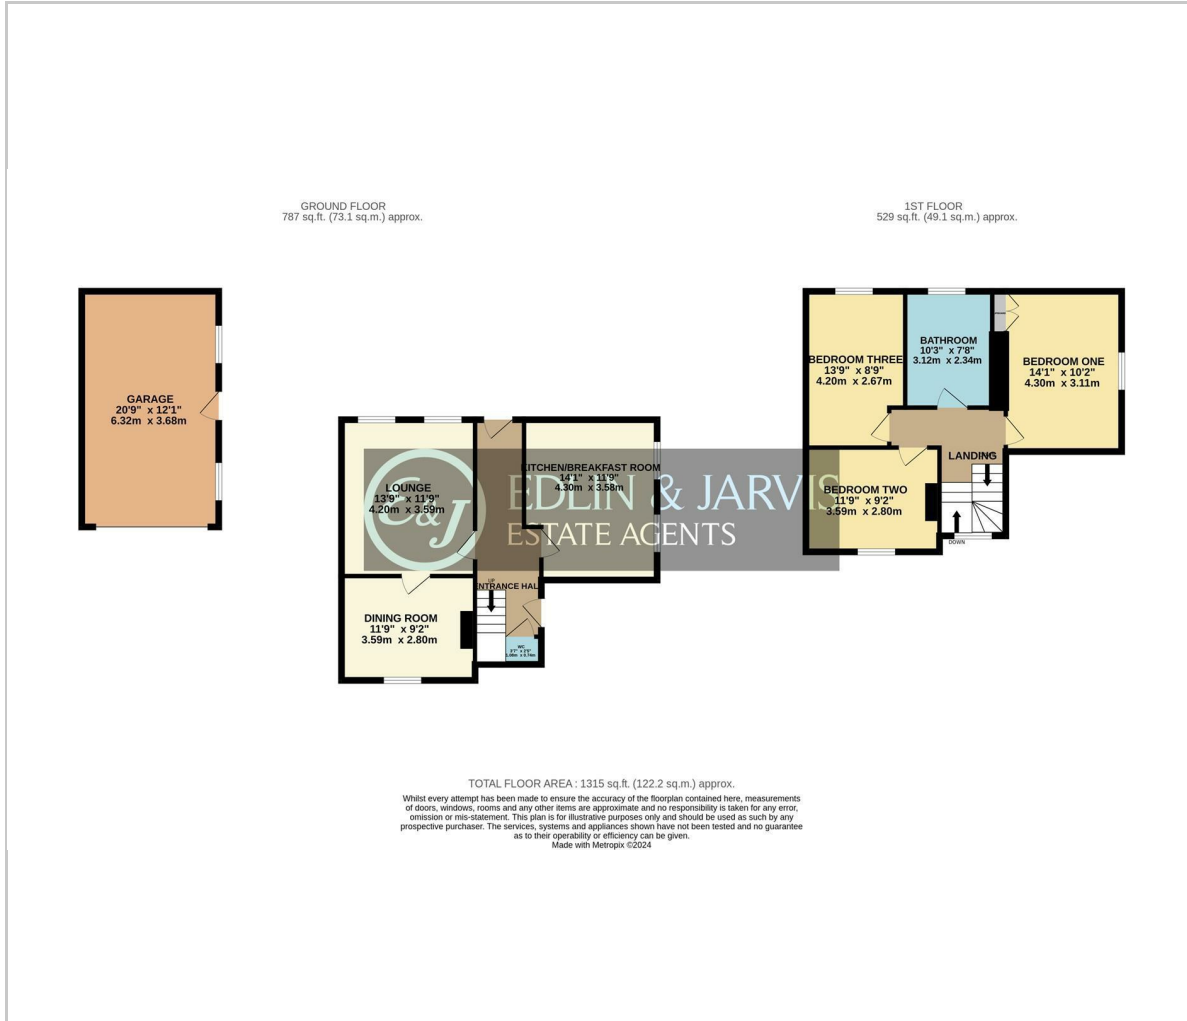 GROUND FLOOR
787 sq.ft. (73.1 sq.m.) approx.
1ST FLOOR
529 sq.ft. (49.1 sq.m.) approx.
GARAGE
20'9" x 12'1"
6.32m x 3.68m
LOUNGE
13'9" x 11'9"
4.20m x 3.59m
KITCHEN/BREAKFAST ROOM
14'1" x 11'9"
4.30m x 3.58m
DINING ROOM
11'9" x 9'2"
3.59m x 2.80m
UP
ENTRANCE HALL
WC
BEDROOM THREE
13'9" x 8'9"
4.20m x 2.67m
BATHROOM
10'3" x 7'8"
3.12m x 2.34m
BEDROOM ONE
14'1" x 10'2"
4.30m x 3.11m
LANDING
BEDROOM TWO
11'9" x 9'2"
3.59m x 2.80m
DOWN
E&J
EDLIN & JARVIS
ESTATE AGENTS
TOTAL FLOOR AREA : 1315 sq.ft. (122.2 sq.m.) approx.
Whilst every attempt has been made to ensure the accuracy of the floorplan contained here, measurements
of doors, windows, rooms and any other items are approximate and no responsibility is taken for any error,
omission or mis-statement. This plan is for illustrative purposes only and should be used as such by any
prospective purchaser. The services, systems and appliances shown have not been tested and no guarantee
as to their operability or efficiency can be given.
Made with Metropix ©2024